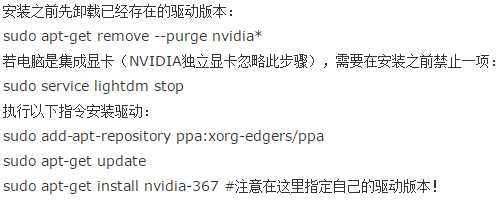 安装之前先卸载已经存在的驱动版本：
sudo apt-get remove --purge nvidia*
若电脑是集成显卡（NVIDIA独立显卡忽略此步骤），需要在安装之前禁止一项：
sudo service lightdm stop
执行以下指令安装驱动：
sudo add-apt-repository ppa:xorg-edgers/ppa
sudo apt-get update
sudo apt-get install nvidia-367 #注意在这里指定自己的驱动版本！